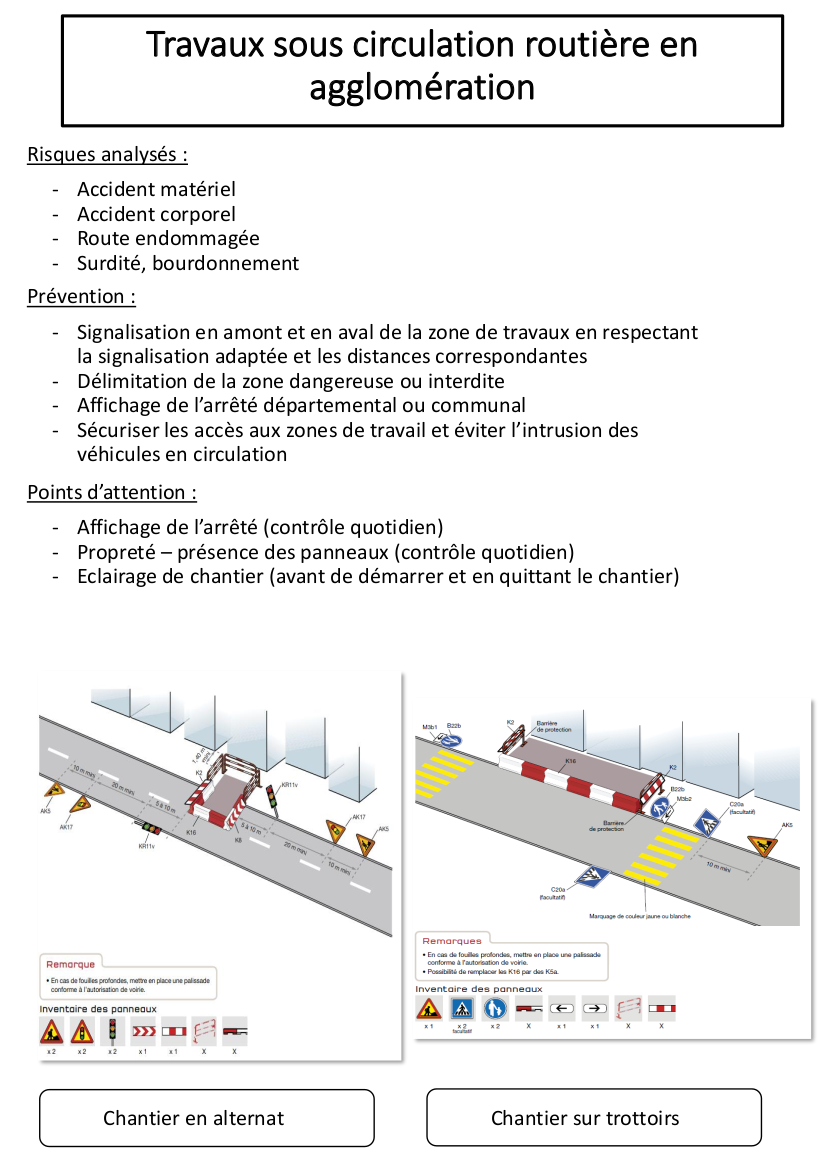 Travaux sous circulation routière en
agglomération
Risques analysés :
- Accident matériel
- Accident corporel
- Route endommagée
- Surdité, bourdonnement
Prévention :
- Signalisation en amont et en aval de la zone de travaux en respectant
la signalisation adaptée et les distances correspondantes
- Délimitation de la zone dangereuse ou interdite
- Affichage de l’arrêté départemental ou communal
- Sécuriser les accès aux zones de travail et éviter l’intrusion des
véhicules en circulation
Points d’attention :
- Affichage de l’arrêté (contrôle quotidien)
- Propreté – présence des panneaux (contrôle quotidien)
- Eclairage de chantier (avant de démarrer et en quittant le chantier)
1,40 m
mini
K2
10 m mini
20 m mini
5 à 10 m
KR11v
AK5
AK17
KR11v
K16
K8
5 à 10 m
20 m mini
10 m mini
AK17
AK5
Remarque
• En cas de fouilles profondes, mettre en place une palissade
conforme à l'autorisation de voirie.
Inventaire des panneaux
x 2
x 2
x 2
x 1
x 1
X
X
M3b1
B22b
K2
Barrière
de protection
K16
K2
B22b
M3b2
C20a
(facultatif)
AK5
Barrière
de protection
10 m mini
C20a
(facultatif)
Marquage de couleur jaune ou blanche
Remarques
• En cas de fouilles profondes, mettre en place une palissade
conforme à l'autorisation de voirie.
• Possibilité de remplacer les K16 par des K5a.
Inventaire des panneaux
x 1
x 2
facultatif
x 2
X
x 1
x 1
X
X
Chantier en alternat
Chantier sur trottoirs